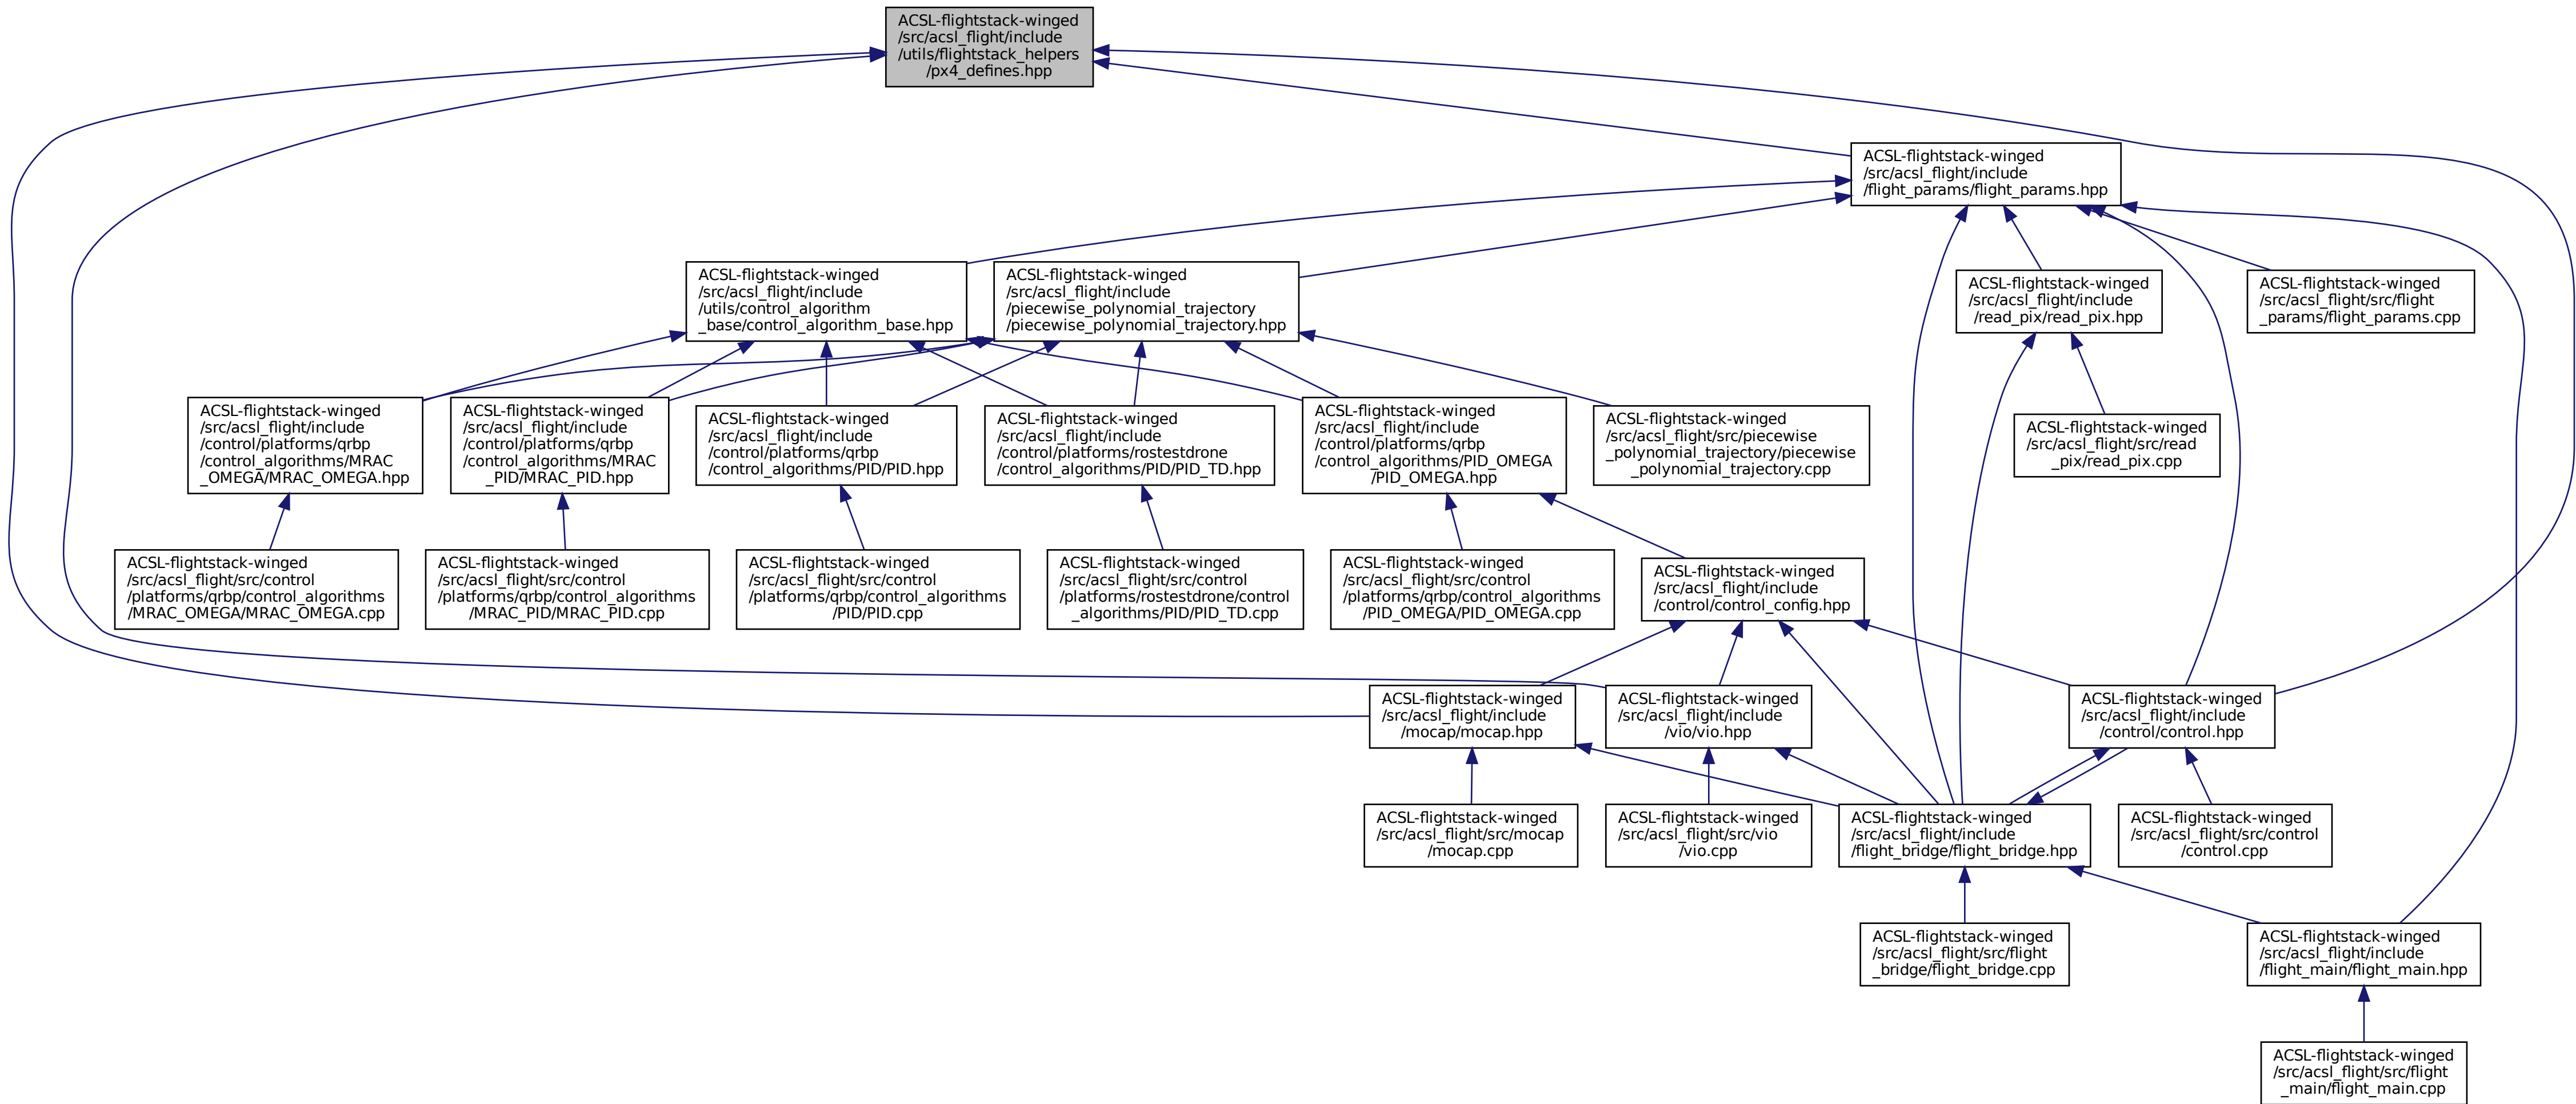 ACSL-flightstack-winged
/src/acsl_flight/include
/utils/flightstack_helpers
/px4_defines.hpp
ACSL-flightstack-winged
/src/acsl_flight/include
/flight_params/flight_params.hpp
ACSL-flightstack-winged
/src/acsl_flight/include
/utils/control_algorithm
_base/control_algorithm_base.hpp
ACSL-flightstack-winged
/src/acsl_flight/include
/piecewise_polynomial_trajectory
/piecewise_polynomial_trajectory.hpp
ACSL-flightstack-winged
/src/acsl_flight/include
/read_pix/read_pix.hpp
ACSL-flightstack-winged
/src/acsl_flight/src/flight
_params/flight_params.cpp
ACSL-flightstack-winged
/src/acsl_flight/include
/control/platforms/qrbp
/control_algorithms/MRAC
_OMEGA/MRAC_OMEGA.hpp
ACSL-flightstack-winged
/src/acsl_flight/include
/control/platforms/qrbp
/control_algorithms/MRAC
_PID/MRAC_PID.hpp
ACSL-flightstack-winged
/src/acsl_flight/include
/control/platforms/qrbp
/control_algorithms/PID/PID.hpp
ACSL-flightstack-winged
/src/acsl_flight/include
/control/platforms/rostestdrone
/control_algorithms/PID/PID_TD.hpp
ACSL-flightstack-winged
/src/acsl_flight/include
/control/platforms/qrbp
/control_algorithms/PID_OMEGA
/PID_OMEGA.hpp
ACSL-flightstack-winged
/src/acsl_flight/src/piecewise
_polynomial_trajectory/piecewise
_polynomial_trajectory.cpp
ACSL-flightstack-winged
/src/acsl_flight/src/read
_pix/read_pix.cpp
ACSL-flightstack-winged
/src/acsl_flight/src/control
/platforms/qrbp/control_algorithms
/MRAC_OMEGA/MRAC_OMEGA.cpp
ACSL-flightstack-winged
/src/acsl_flight/src/control
/platforms/qrbp/control_algorithms
/MRAC_PID/MRAC_PID.cpp
ACSL-flightstack-winged
/src/acsl_flight/src/control
/platforms/qrbp/control_algorithms
/PID/PID.cpp
ACSL-flightstack-winged
/src/acsl_flight/src/control
/platforms/rostestdrone/control
_algorithms/PID/PID_TD.cpp
ACSL-flightstack-winged
/src/acsl_flight/src/control
/platforms/qrbp/control_algorithms
/PID_OMEGA/PID_OMEGA.cpp
ACSL-flightstack-winged
/src/acsl_flight/include
/control/control_config.hpp
ACSL-flightstack-winged
/src/acsl_flight/include
/mocap/mocap.hpp
ACSL-flightstack-winged
/src/acsl_flight/include
/vio/vio.hpp
ACSL-flightstack-winged
/src/acsl_flight/include
/control/control.hpp
ACSL-flightstack-winged
/src/acsl_flight/src/mocap
/mocap.cpp
ACSL-flightstack-winged
/src/acsl_flight/src/vio
/vio.cpp
ACSL-flightstack-winged
/src/acsl_flight/include
/flight_bridge/flight_bridge.hpp
ACSL-flightstack-winged
/src/acsl_flight/src/control
/control.cpp
ACSL-flightstack-winged
/src/acsl_flight/src/flight
_bridge/flight_bridge.cpp
ACSL-flightstack-winged
/src/acsl_flight/include
/flight_main/flight_main.hpp
ACSL-flightstack-winged
/src/acsl_flight/src/flight
_main/flight_main.cpp